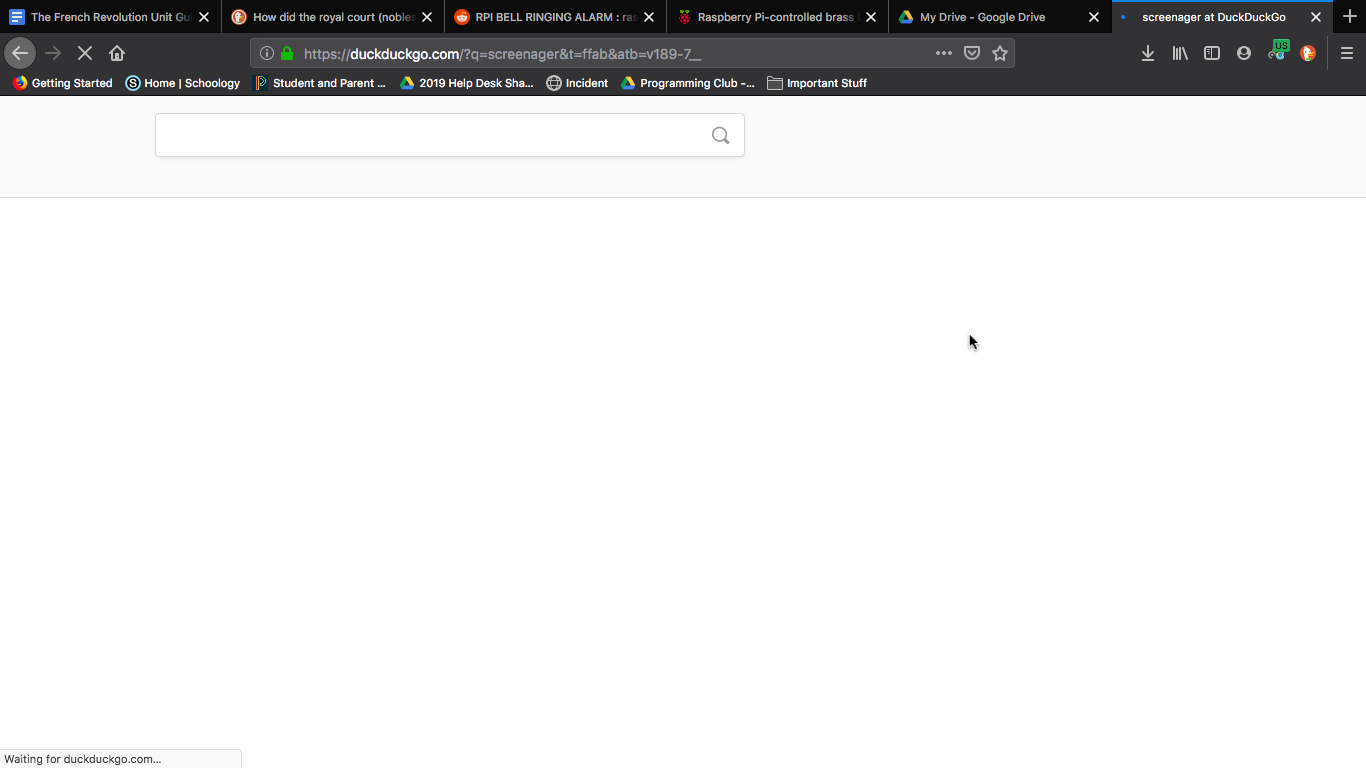 The French Revolution Unit Gui
How did the royal court (nobles
RPI BELL RINGING ALARM : ras
Raspberry Pi-controlled brass
My Drive - Google Drive
screenager at DuckDuckGo
https://duckduckgo.com/?q=screenager&t=ffab&atb=v189-7__
US
Getting Started
Home | Schoology
Student and Parent ...
2019 Help Desk Sha...
Incident
Programming Club -...
Important Stuff
Waiting for duckduckgo.com...